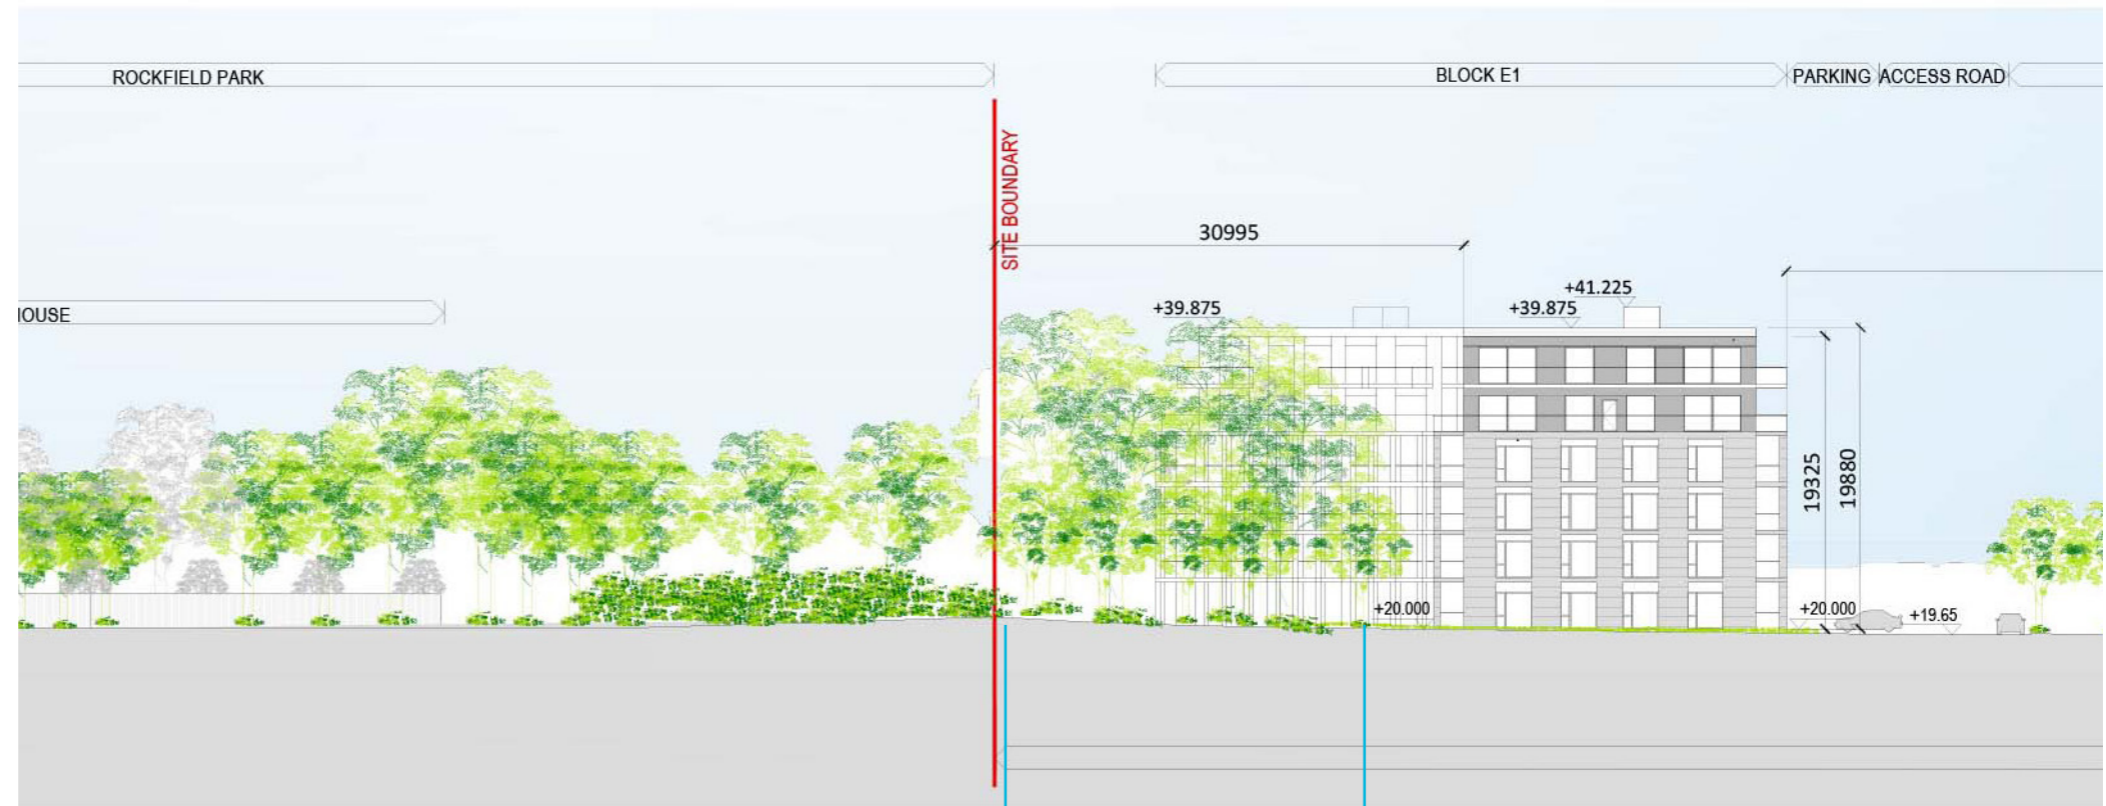 ROCKFIELD PARK
BLOCK E1
PARKING
ACCESS ROAD
SITE BOUNDARY
30995
+41.225
+39.875
+39.875
19325
19880
+20.000
+20.000
+19.65